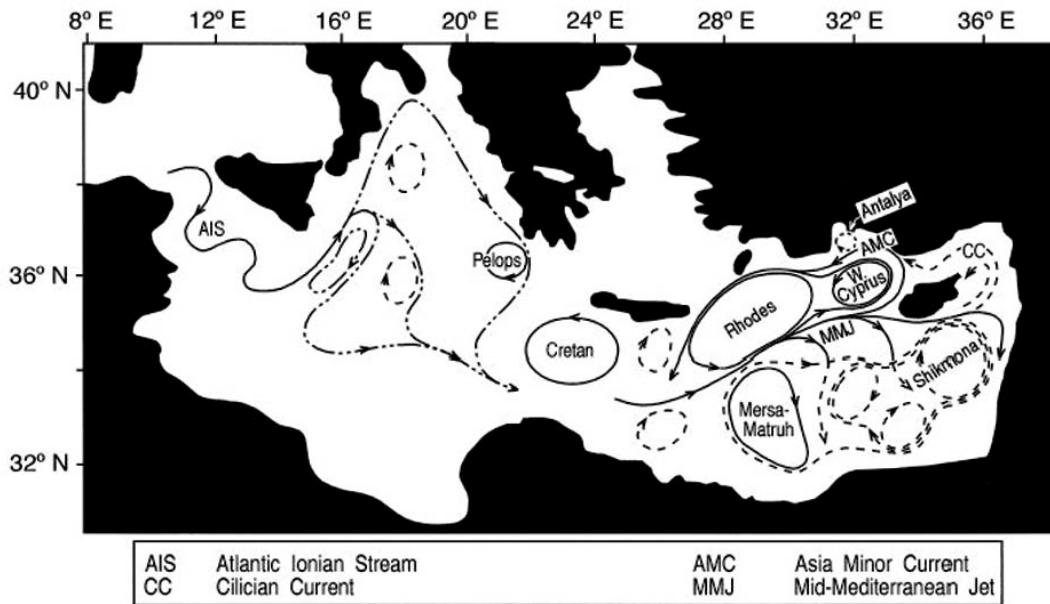 8° E 12° E 16° E 20° E 24° E 28° E 32° E 36° E
40° N
Antalya
AIS
AMC
CC
Pelops
36° N
W.
Cyprus
Rhodes
MMJ
Cretan
Shikmona
Mersa-
Matruh
32° N
AIS Atlantic Ionian Stream AMC Asia Minor Current
CC Cilician Current MMJ Mid-Mediterranean Jet